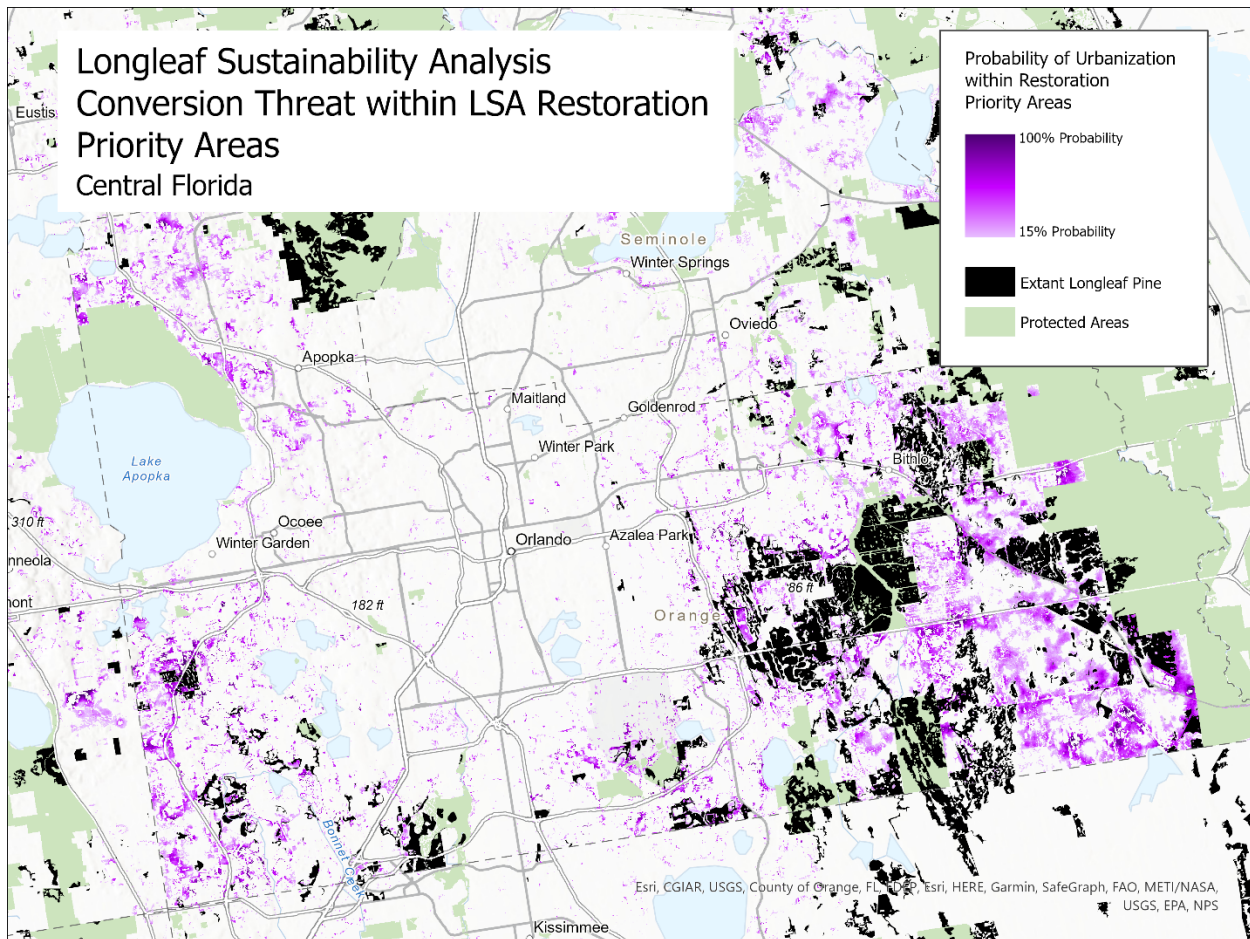 Longleaf Sustainability Analysis
Conversion Threat within LSA Restoration
Priority Areas
Central Florida
Probability of Urbanization
within Restoration
Priority Areas
100% Probability
15% Probability
Extant Longleaf Pine
Protected Areas
Eustis
Seminole
Winter Springs
Oviedo
Apopka
Maitland
Goldenrod
Winter Park
Bithlo
Lake
Apopka
310 ft
Ocoee
Winter Garden
Orlando
Azalea Park
nneola
mont
182 ft
86 ft
Orange
Bonnet Creek
Esri, CGIAR, USGS, County of Orange, FL, FDEP, Esri, HERE, Garmin, SafeGraph, FAO, METI/NASA,
USGS, EPA, NPS
Kissimmee